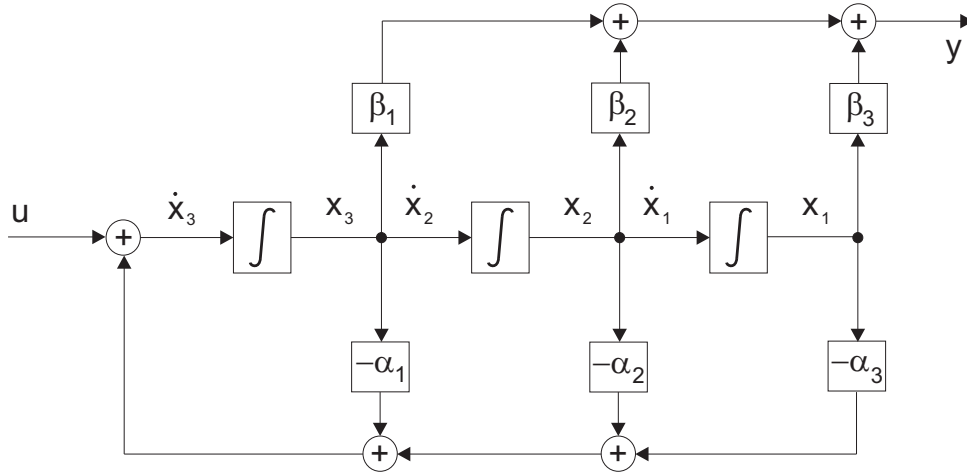 + +
y
β₁ β₂ β₃
u ẋ₃ x₃ ẋ₂ x₂ ẋ₁ x₁
+ ∫ ∫ ∫
−α₁ −α₂ −α₃
+ +